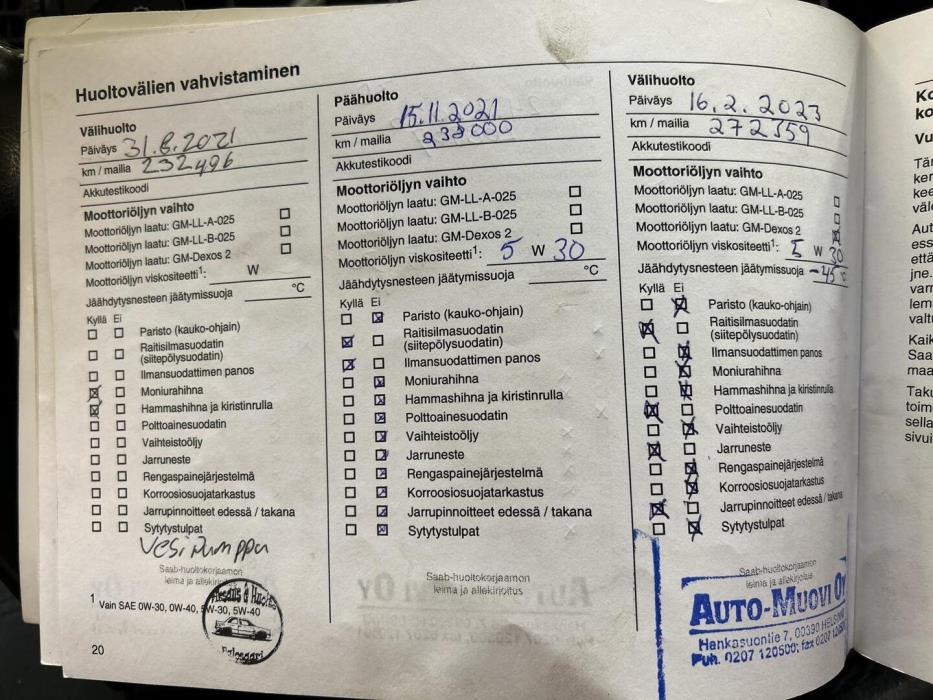 Huoltovälien vahvistaminen
Välihuolto
Päiväys 31.8.2021
km / mailia 232496
Akkutestikoodi
Moottoriöljyn vaihto
Moottoriöljyn laatu: GM-LL-A-025
Moottoriöljyn laatu: GM-LL-B-025
Moottoriöljyn laatu: GM-Dexos 2
Moottoriöljyn viskositeetti¹: W
Jäähdytysnesteen jäätymissuoja °C
Kyllä Ei
Paristo (kauko-ohjain)
Raitisilmasuodatin
(siitepölysuodatin)
Ilmansuodattimen panos
Moniurahihna
Hammashihna ja kiristinrulla
Polttoainesuodatin
Vaihteistoöljy
Jarruneste
Rengaspainejärjestelmä
Korroosiosuojatarkastus
Jarrupinnoitteet edessä / takana
Sytytystulpat
Vesipumppu
Saab-huoltokorjaamon
leima ja allekirj
1 Vain SAE 0W-30, 0W-40, 5W-30, 5W-40
20
Päähuolto
Päiväys 15.11.2021
km / mailia 238000
Akkutestikoodi
Moottoriöljyn vaihto
Moottoriöljyn laatu: GM-LL-A-025
Moottoriöljyn laatu: GM-LL-B-025
Moottoriöljyn laatu: GM-Dexos 2
Moottoriöljyn viskositeetti¹: 5 W 30
Jäähdytysnesteen jäätymissuoja °C
Kyllä Ei
Paristo (kauko-ohjain)
Raitisilmasuodatin
(siitepölysuodatin)
Ilmansuodattimen panos
Moniurahihna
Hammashihna ja kiristinrulla
Polttoainesuodatin
Vaihteistoöljy
Jarruneste
Rengaspainejärjestelmä
Korroosiosuojatarkastus
Jarrupinnoitteet edessä / takana
Sytytystulpat
Saab-huoltokorjaamon
leima ja allekirjoitus
Välihuolto
Päiväys 16.2.2023
km / mailia 272359
Akkutestikoodi
Moottoriöljyn vaihto
Moottoriöljyn laatu: GM-LL-A-025
Moottoriöljyn laatu: GM-LL-B-025
Moottoriöljyn laatu: GM-Dexos 2
Moottoriöljyn viskositeetti¹: 5 W 30
Jäähdytysnesteen jäätymissuoja -45 °C
Kyllä Ei
Paristo (kauko-ohjain)
Raitisilmasuodatin
(siitepölysuodatin)
Ilmansuodattimen panos
Moniurahihna
Hammashihna ja kiristinrulla
Polttoainesuodatin
Vaihteistoöljy
Jarruneste
Rengaspainejärjestelmä
Korroosiosuojatarkastus
Jarrupinnoitteet edessä / takana
Sytytystulpat
Saab-huoltokorjaamon
leima ja allekirjoitus
AUTO-MUOVI OY
Hankasuontie 7, 00390 HELSIN
Puh. 0207 120500, fax 0207